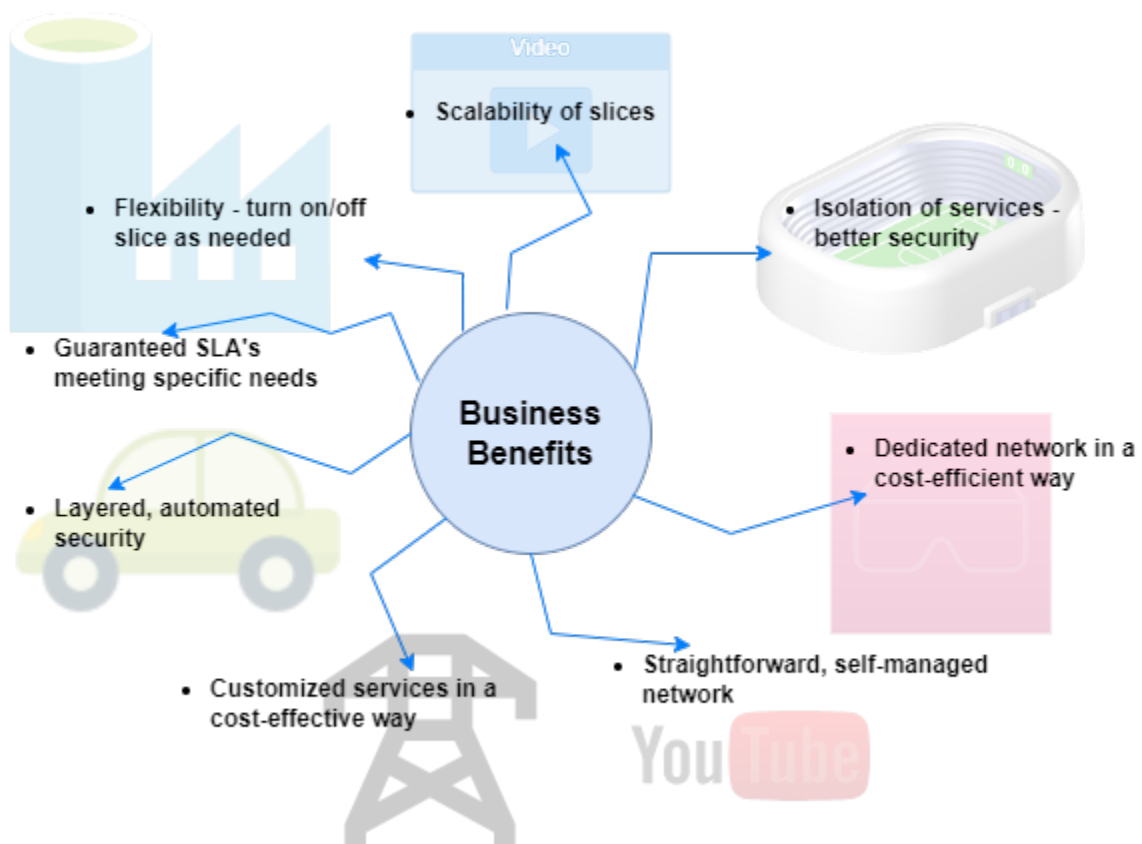 Video
• Scalability of slices
• Flexibility - turn on/off
slice as needed
• Isolation of services -
better security
• Guaranteed SLA's
meeting specific needs
Business
Benefits
• Dedicated network in a
cost-efficient way
• Layered, automated
security
• Straightforward, self-managed
network
• Customized services in a
cost-effective way
YouTube
0 0